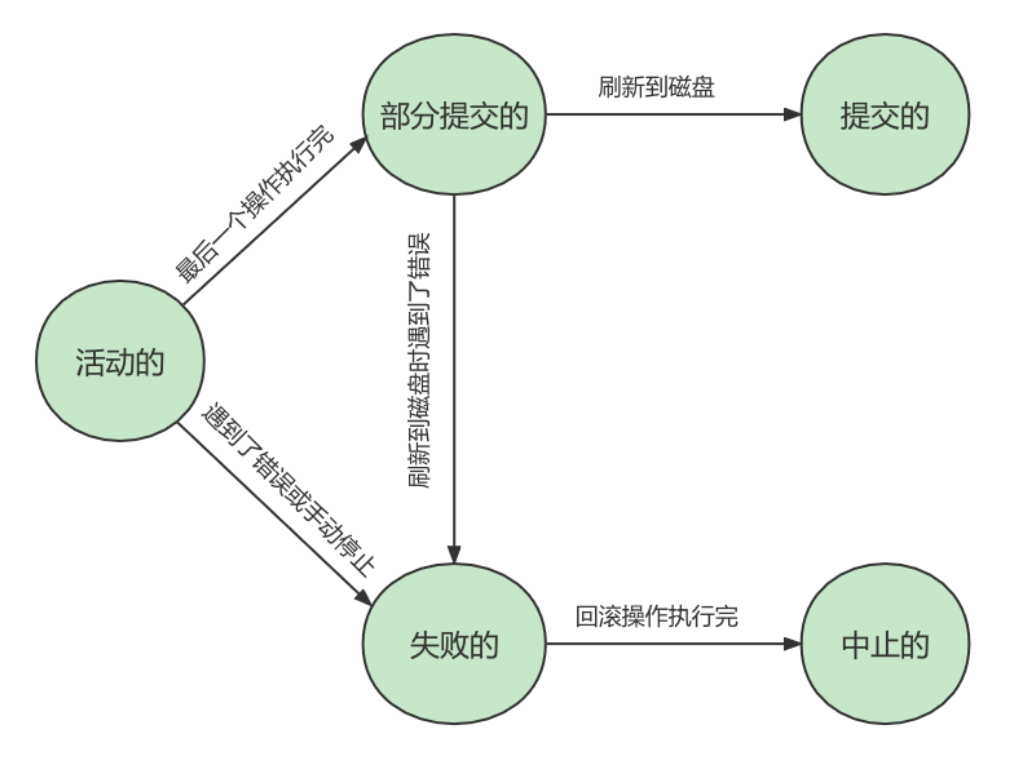 部分提交的
刷新到磁盘
提交的
最后一个操作执行完
刷新到磁盘时遇到了错误
活动的
遇到了错误或手动停止
失败的
回滚操作执行完
中止的